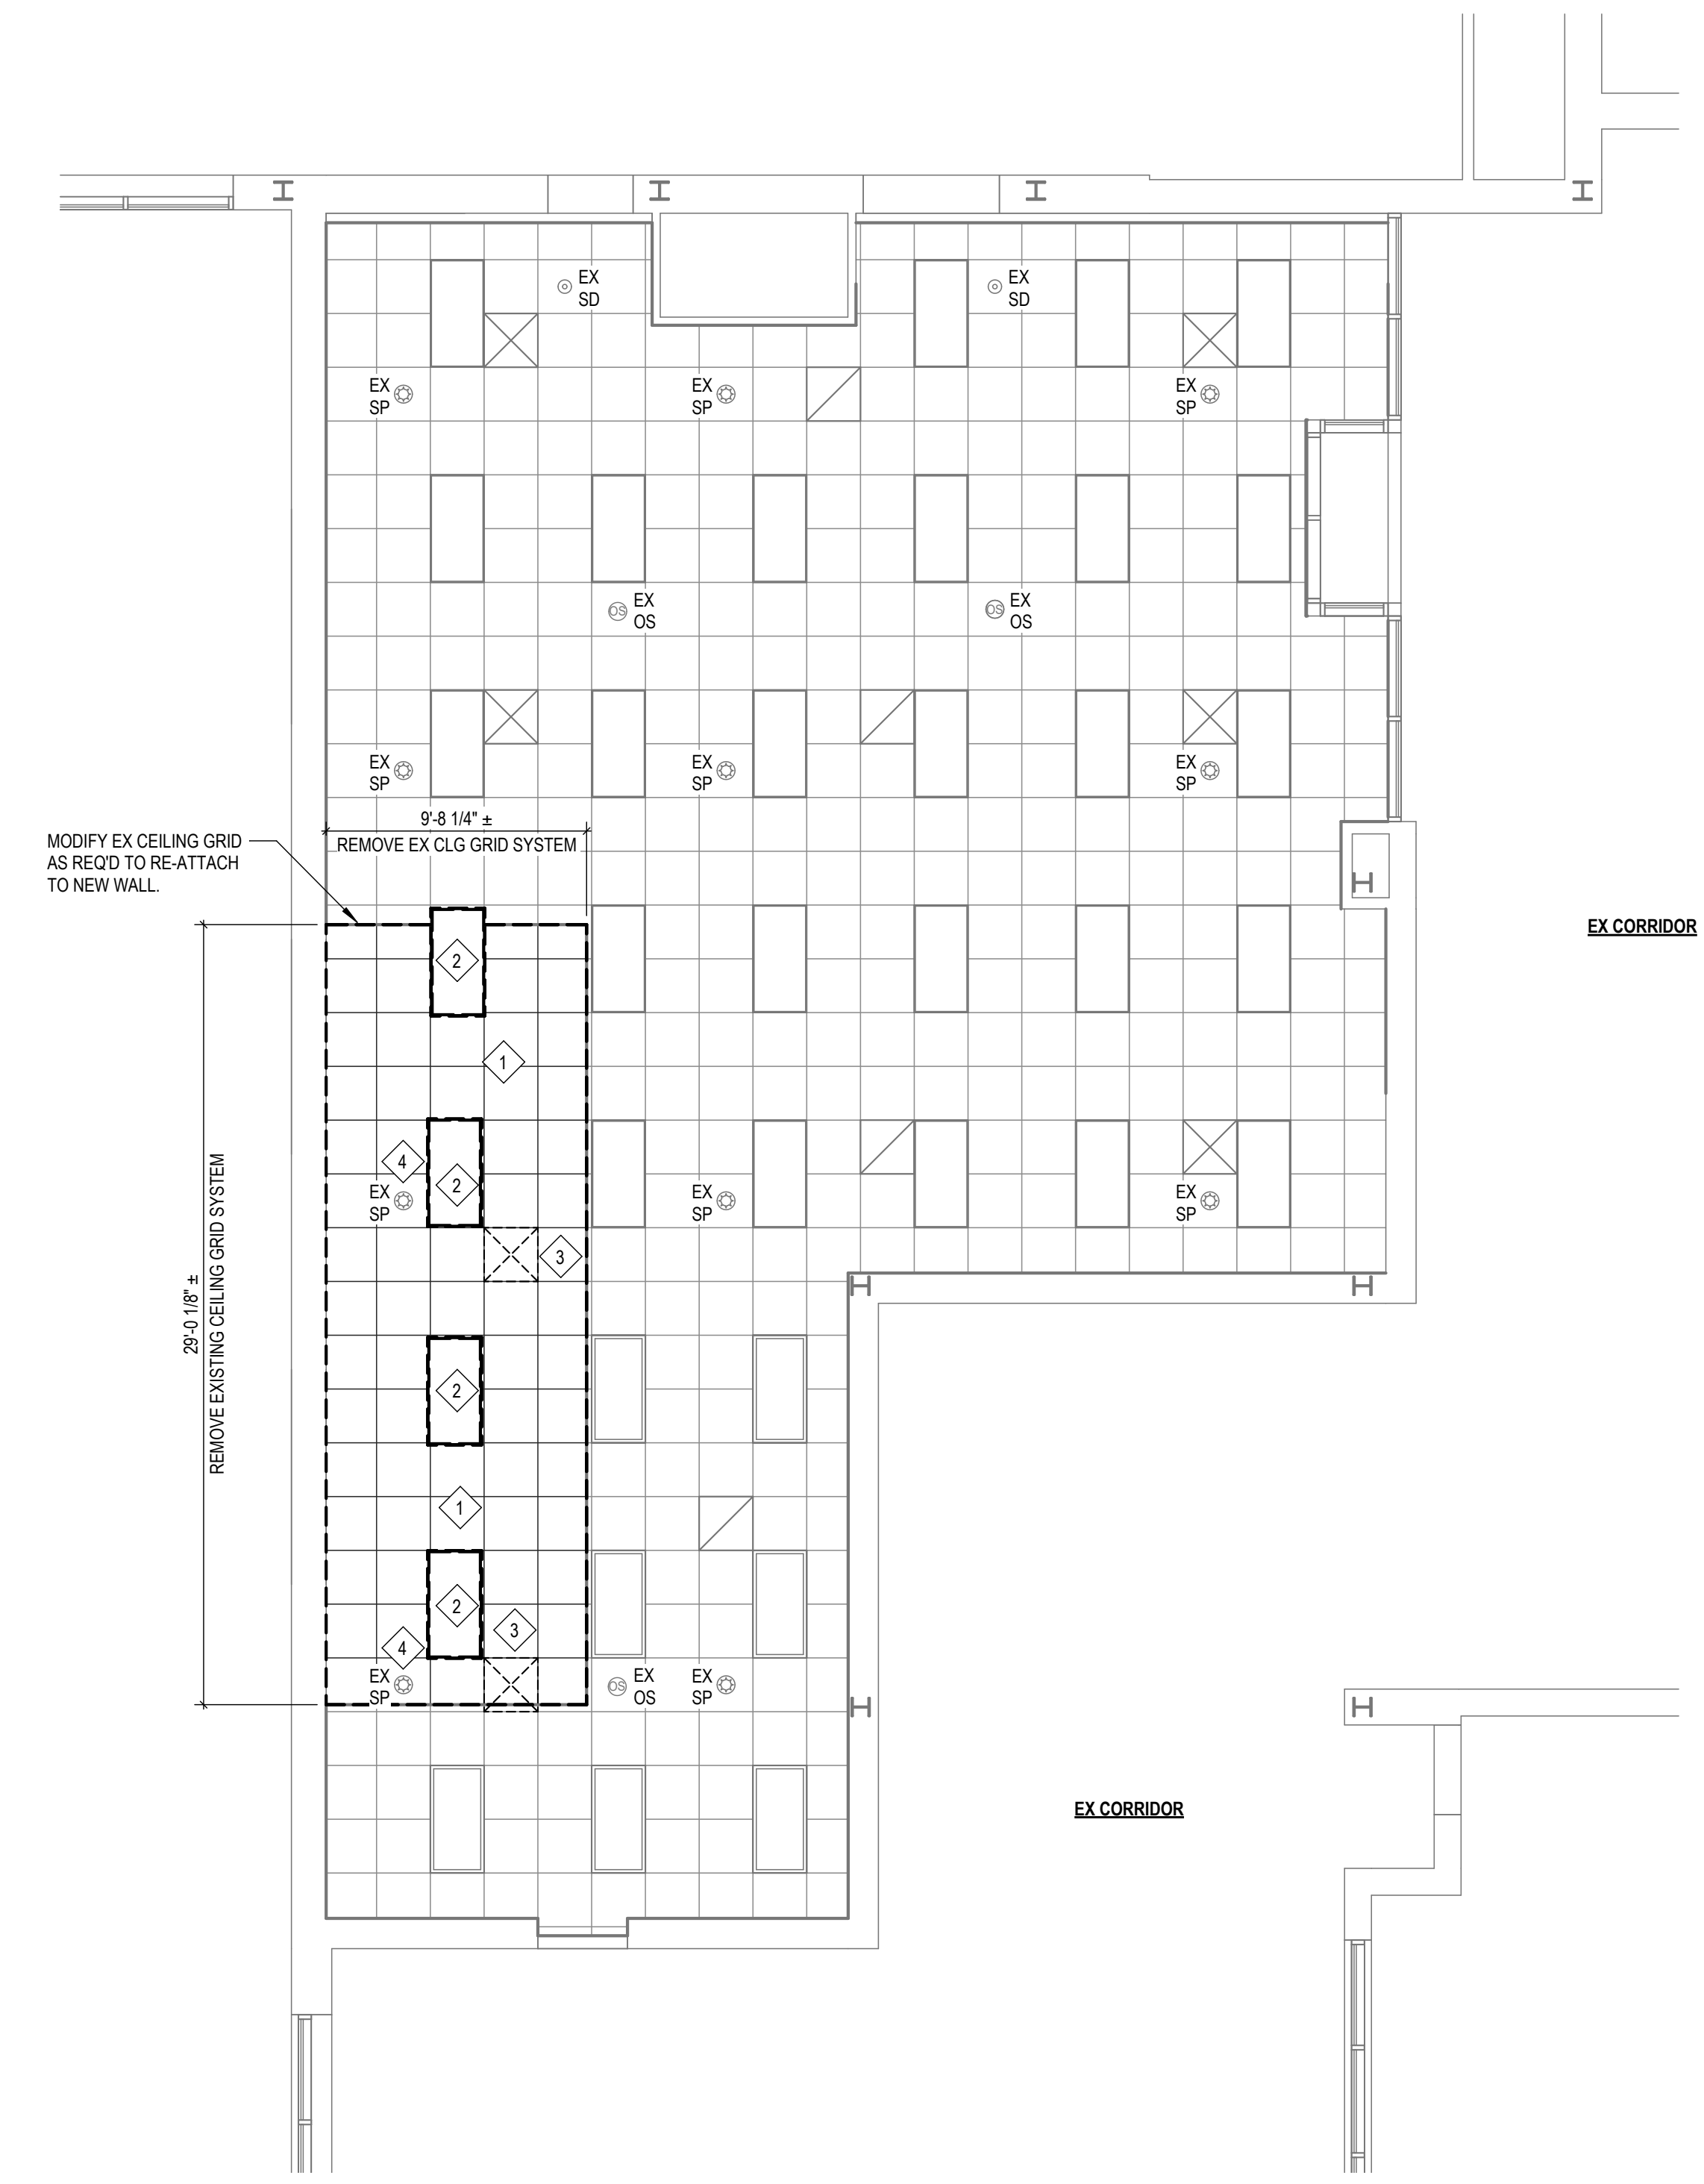 EX
SD
EX
SD
EX
SP
EX
SP
EX
SP
OS
EX
OS
OS
EX
OS
EX
SP
EX
SP
EX
SP
9'-8 1/4" ±
REMOVE EX CLG GRID SYSTEM
MODIFY EX CEILING GRID
AS REQ'D TO RE-ATTACH
TO NEW WALL.
EX CORRIDOR
2
1
4
2
EX
SP
EX
SP
EX
SP
3
29'-0 1/8" ±
REMOVE EXISTING CEILING GRID SYSTEM
2
1
2
3
4
EX
SP
OS
EX
OS
EX
SP
EX CORRIDOR